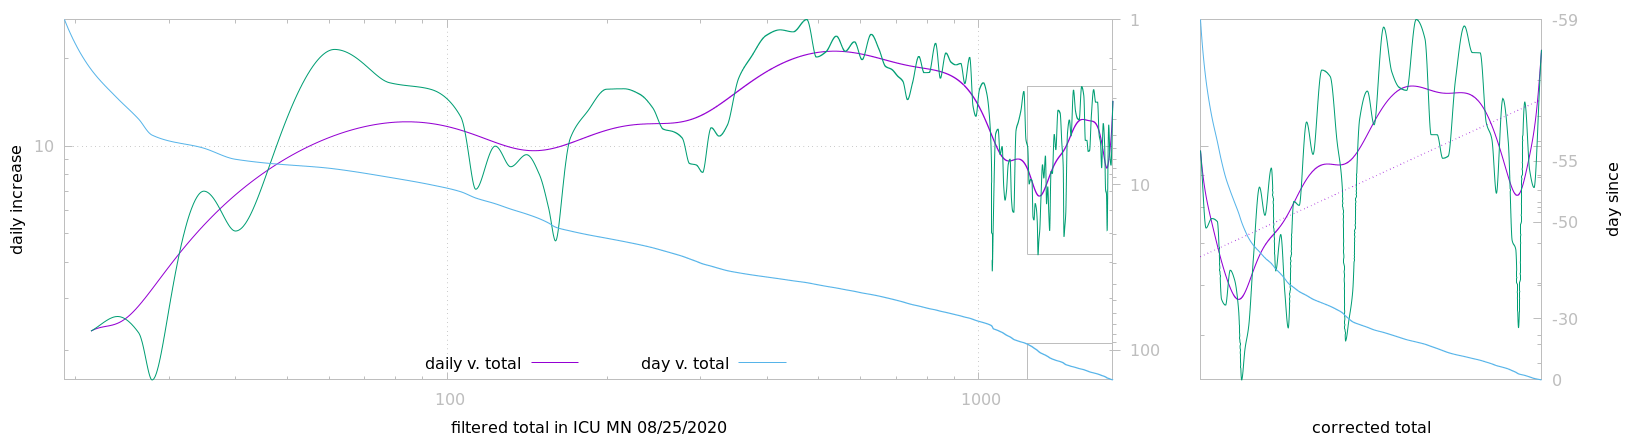 daily increase
10
daily v. total
day v. total
100
1000
filtered total in ICU MN 08/25/2020
1
10
100
-59
-55
-50
-30
0
day since
corrected total